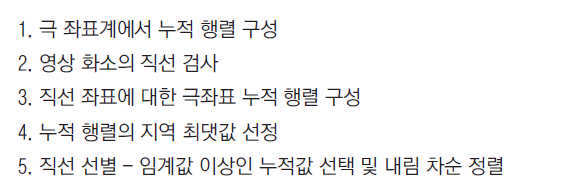 1. 극 좌표계에서 누적 행렬 구성
2. 영상 화소의 직선 검사
3. 직선 좌표에 대한 극좌표 누적 행렬 구성
4. 누적 행렬의 지역 최댓값 선정
5. 직선 선별 – 임계값 이상인 누적값 선택 및 내림 차순 정렬